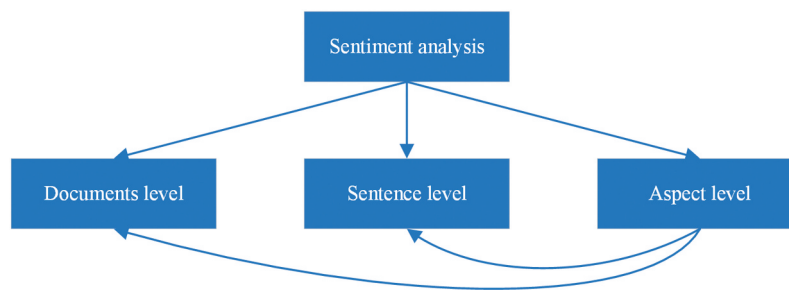 Sentiment analysis
Documents level
Sentence level
Aspect level